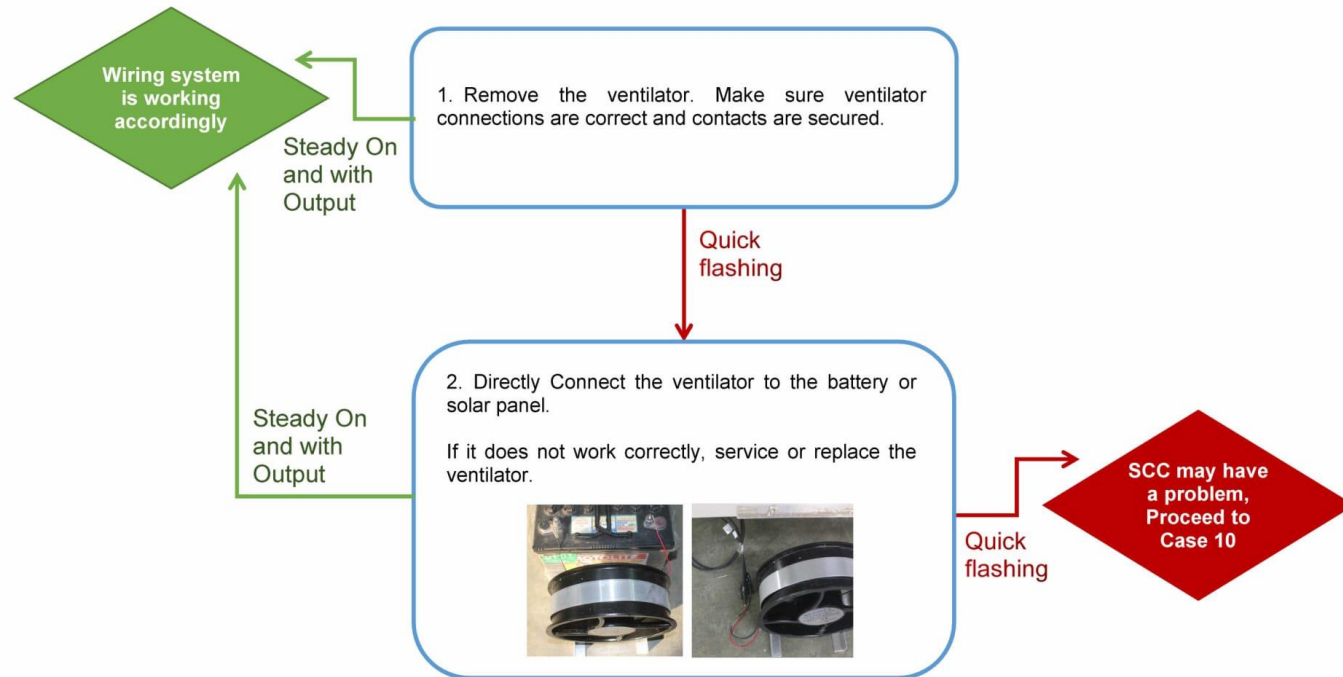 Wiring system
is working
accordingly
1. Remove the ventilator. Make sure ventilator
connections are correct and contacts are secured.
Steady On
and with
Output
Quick
flashing
2. Directly Connect the ventilator to the battery or
solar panel.
If it does not work correctly, service or replace the
ventilator.
Steady On
and with
Output
Quick
flashing
SCC may have
a problem,
Proceed to
Case 10